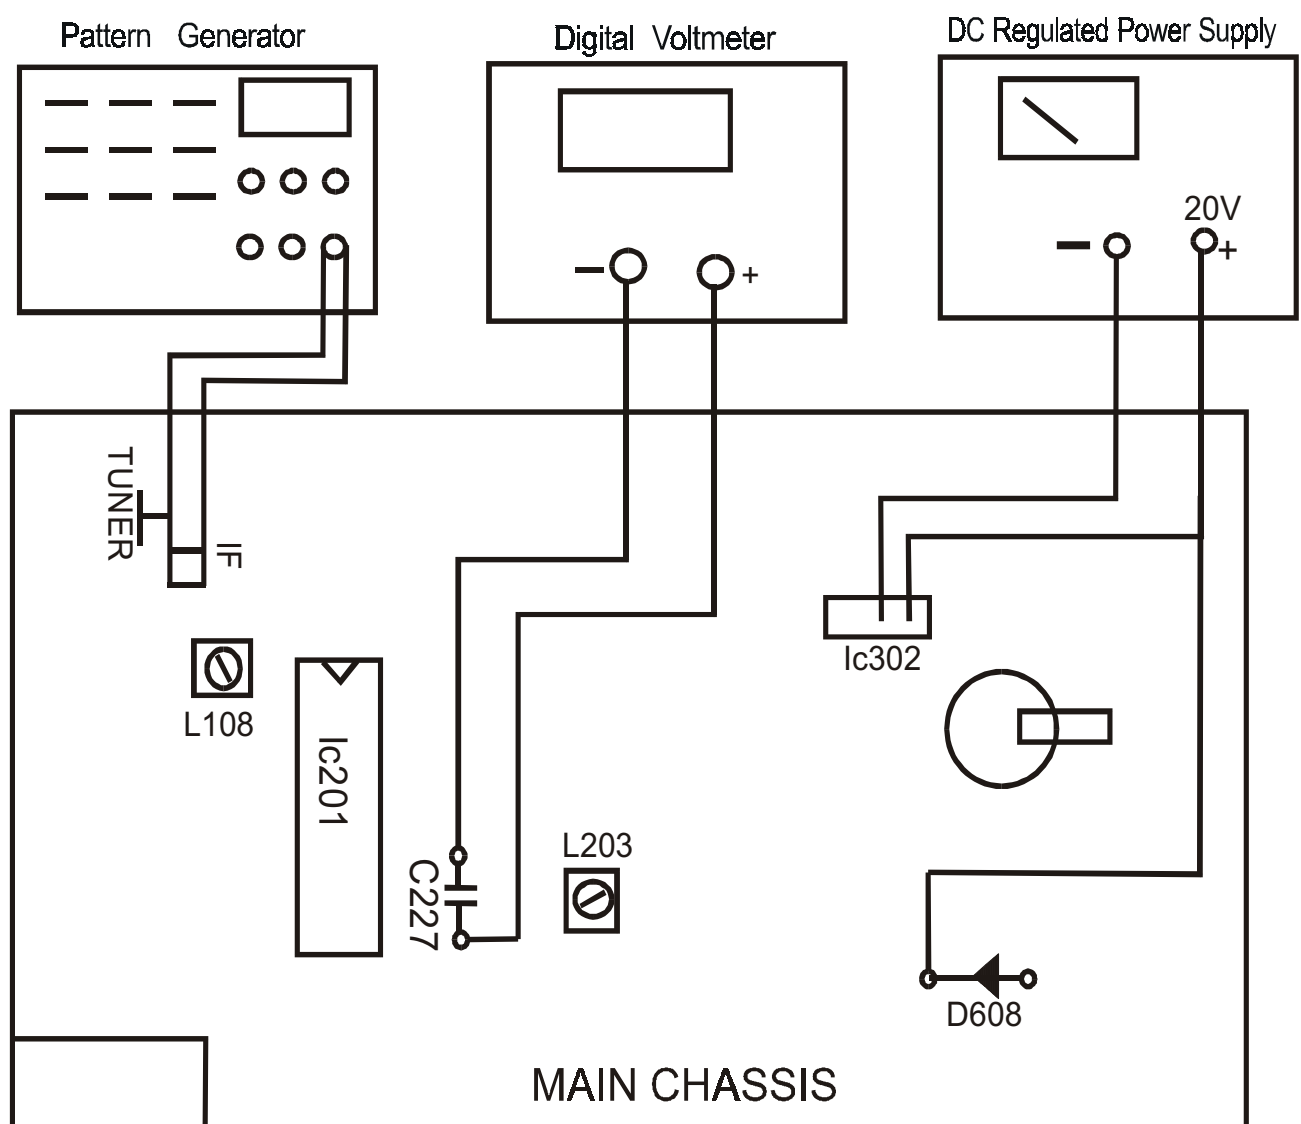 Pattern Generator
Digital Voltmeter
DC Regulated Power Supply
20V
+
+
TUNER
IF
Ic302
L108
Ic201
L203
C227
D608
MAIN CHASSIS